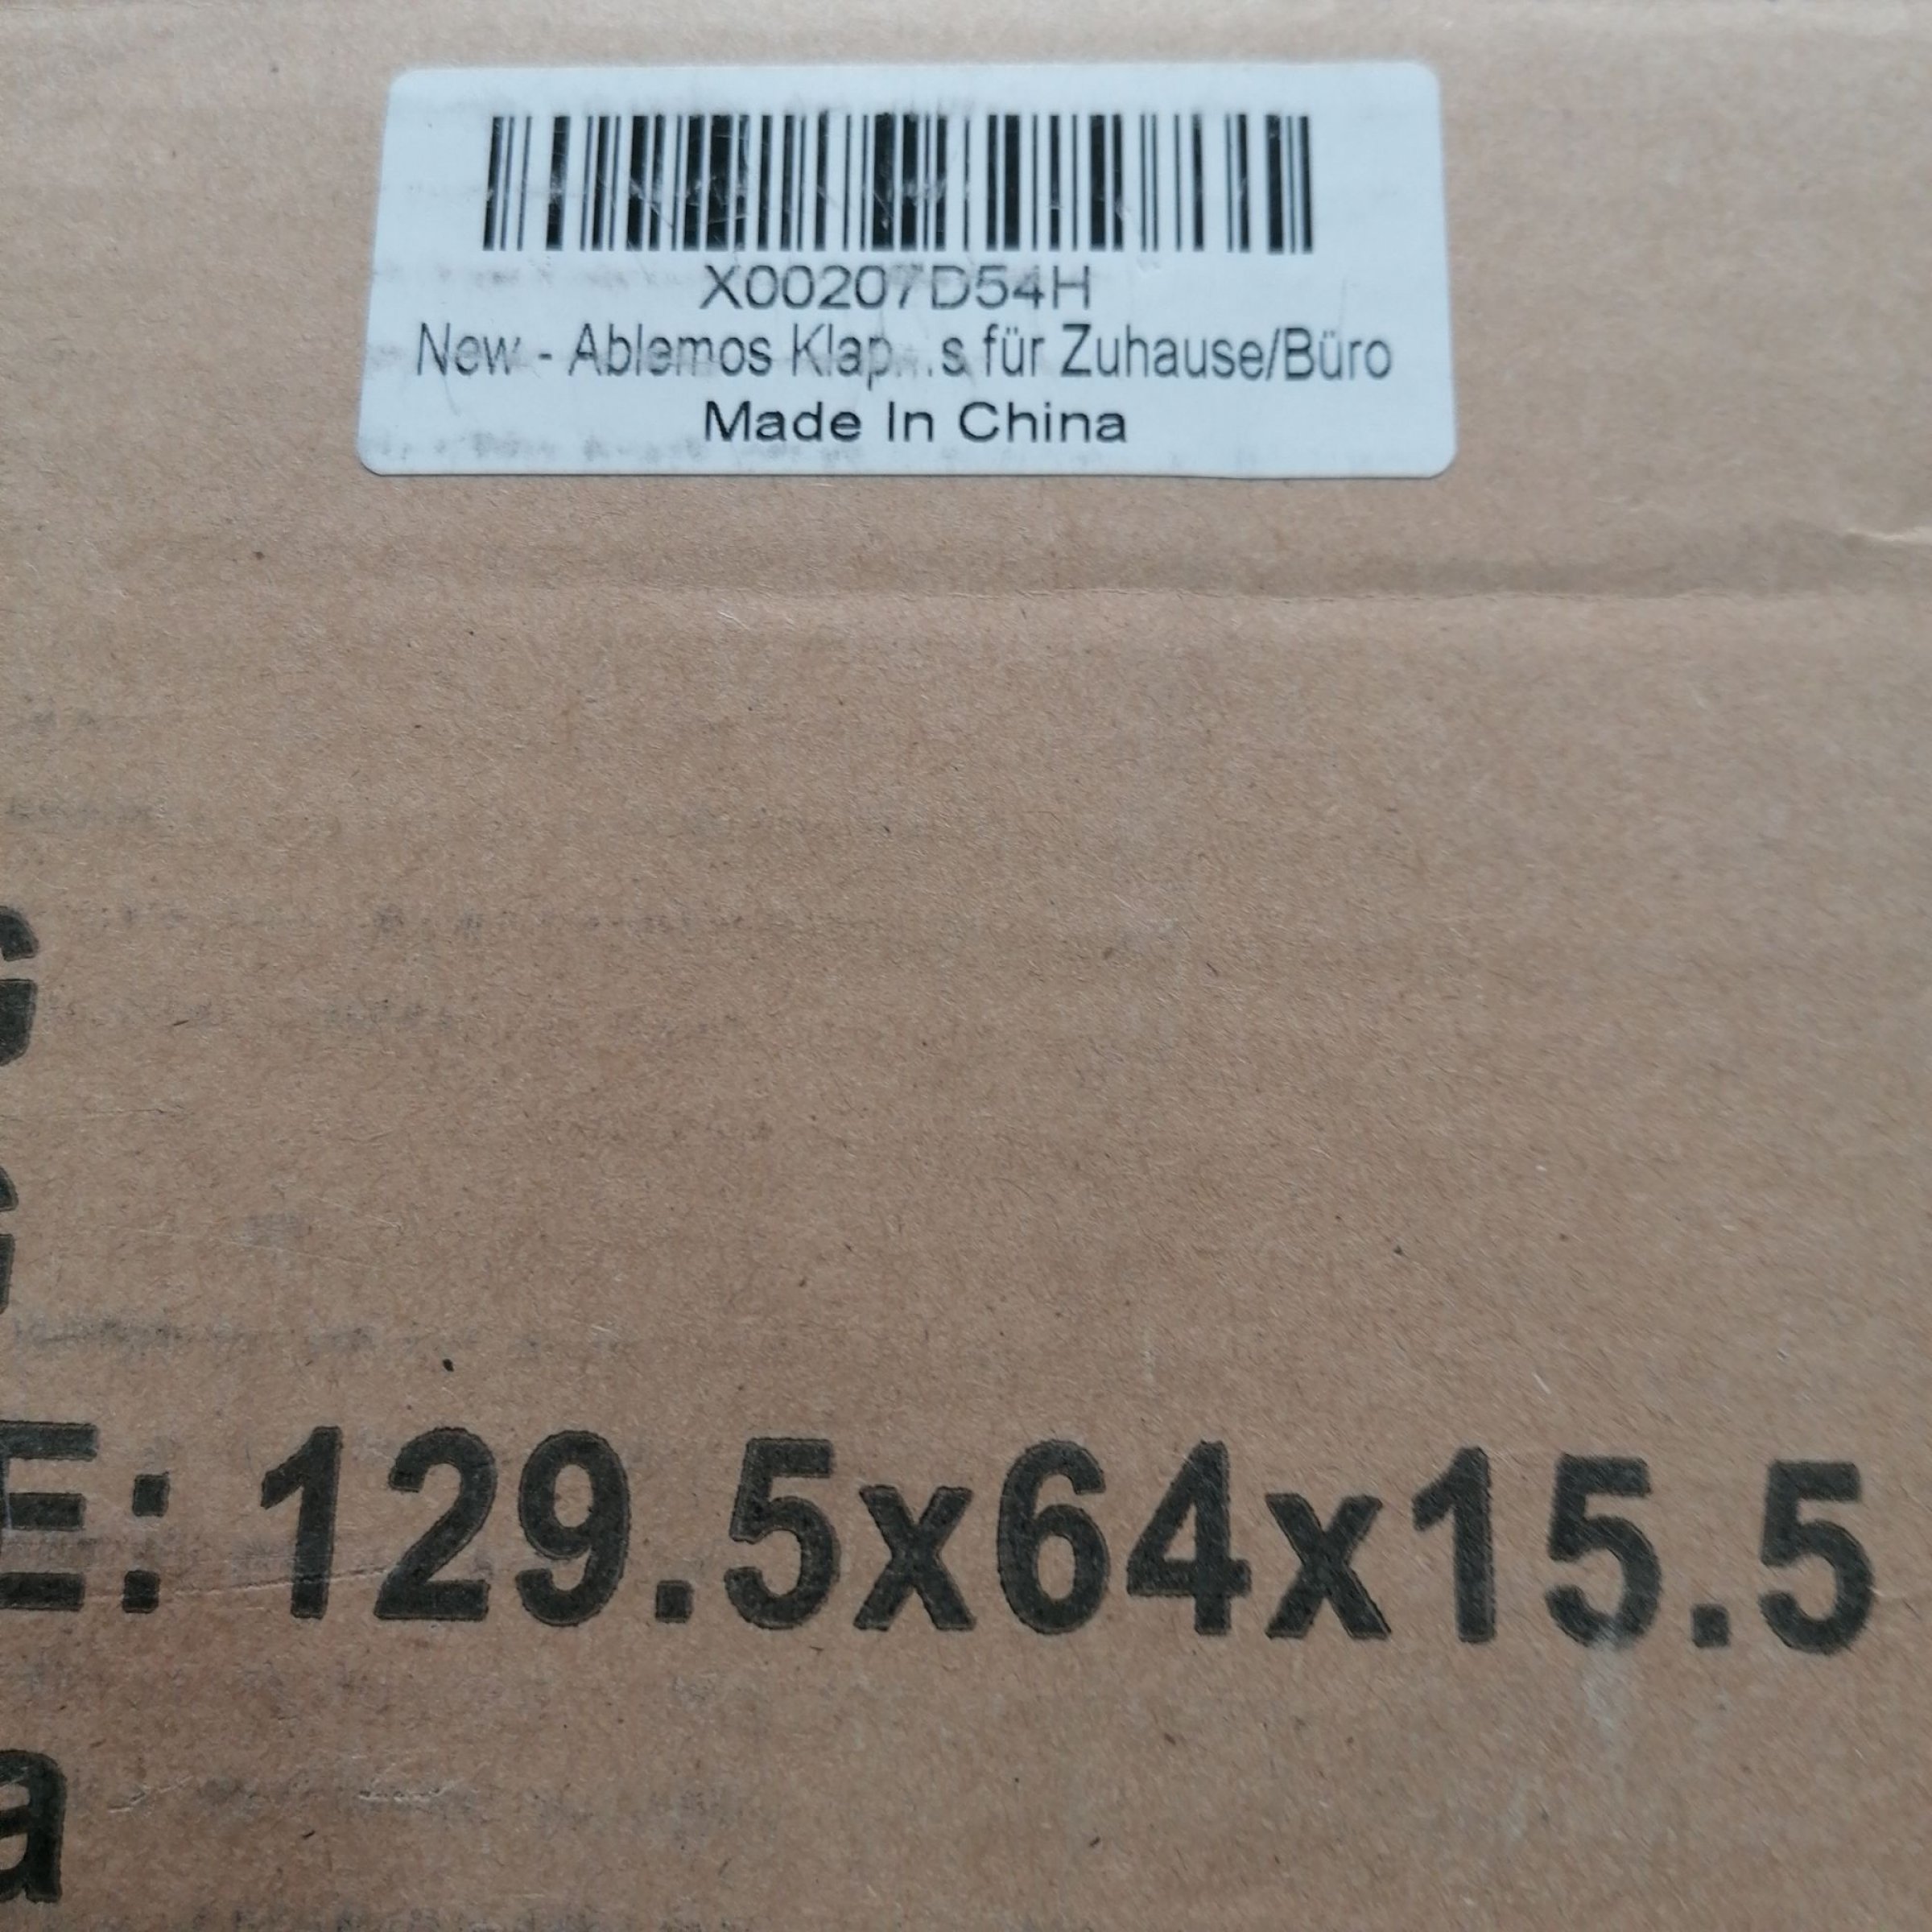 X00207D54H
New - Ablemos Klap...s für Zuhause/Büro
Made In China
G
G
E: 129.5x64x15.5
a